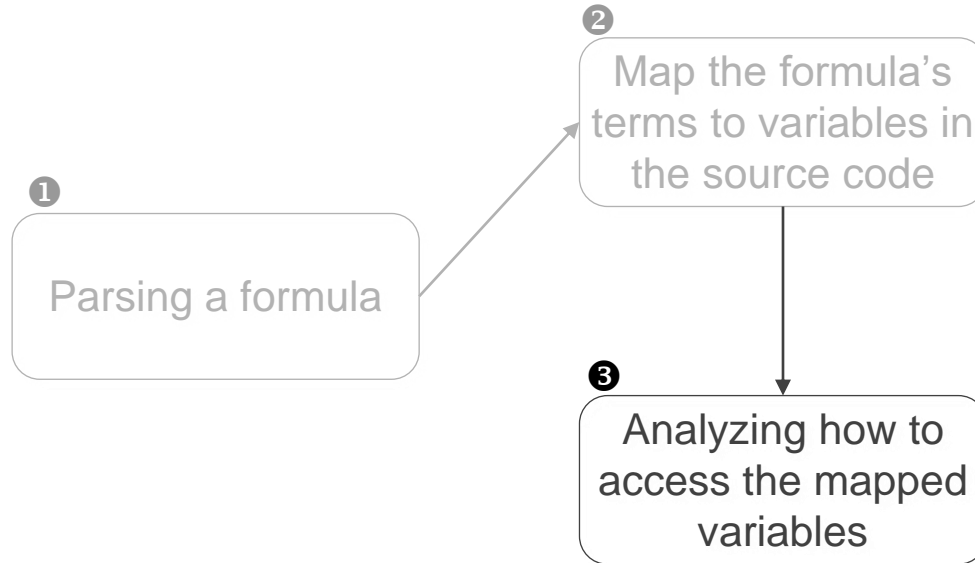 ❶
Parsing a formula
❷
Map the formula's
terms to variables in
the source code
❸
Analyzing how to
access the mapped
variables